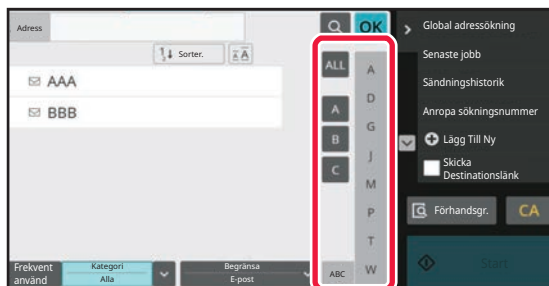 Adress
OK
Sorter.
ALL
A
B
C
ABC
A
D
G
J
M
P
T
W
AAA
BBB
Global adressökning
Senaste jobb
Sändningshistorik
Anropa sökningsnummer
Lägg Till Ny
Skicka
Destinationslänk
Förhandsgr.
CA
Start
Frekvent
använd
Kategori
Alla
Begränsa
E-post